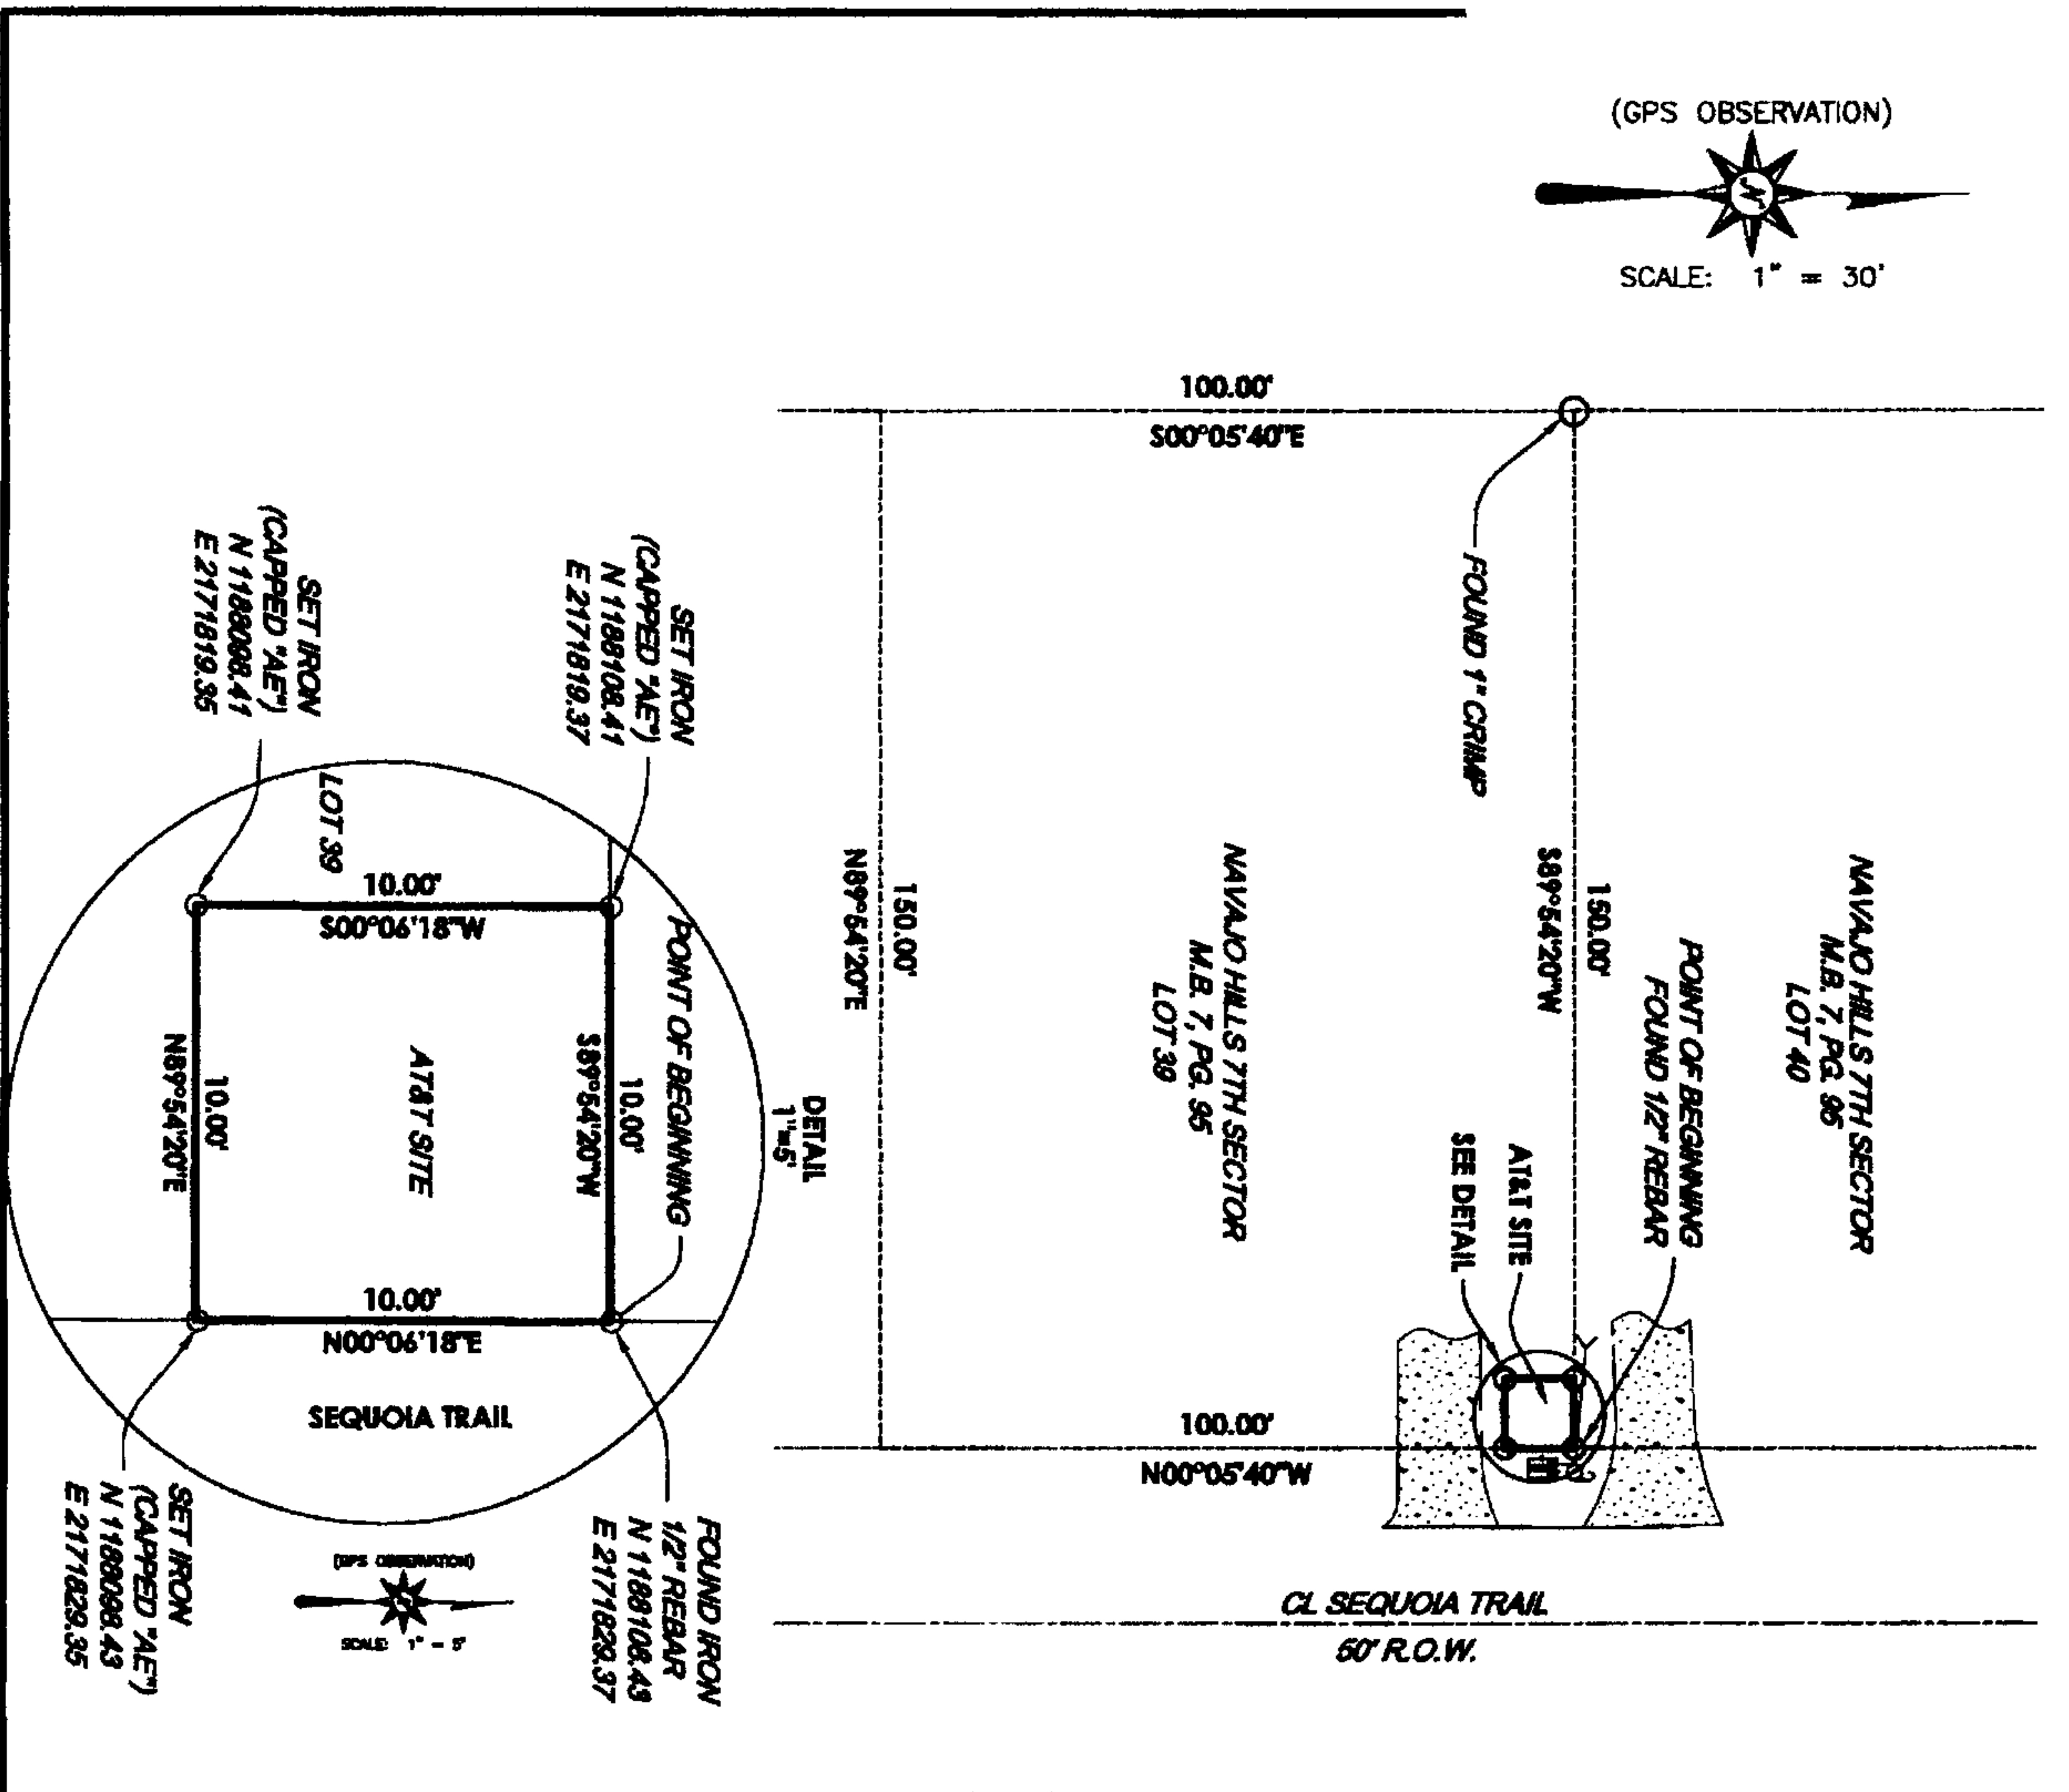 (GPS OBSERVATION)
SCALE: 1" = 30'
100.00'
S00°05'40"E
FOUND 1" CRIMP
150.00'
N89°54'20"E
150.00'
S89°54'20"W
NAVAJO HILLS 7TH SECTOR
M.B. 7, PG. 95
LOT 39
NAVAJO HILLS 7TH SECTOR
M.B. 7, PG. 95
LOT 40
POINT OF BEGINNING
FOUND 1/2" REBAR
AT&T SITE
SEE DETAIL
100.00'
N00°05'40"W
CL SEQUOIA TRAIL
60' R.O.W.
SET IRON
(CAPPED "AE")
N 1188098.41
E 2171819.35
SET IRON
(CAPPED "AE")
N 1188108.41
E 2171819.37
LOT 39
10.00'
S00°06'18"W
POINT OF BEGINNING
DETAIL
1"=5'
10.00'
S89°54'20"W
AT&T SITE
10.00'
N89°54'20"E
10.00'
N00°06'18"E
SEQUOIA TRAIL
SET IRON
(CAPPED "AE")
N 1188098.43
E 2171829.35
FOUND IRON
1/2" REBAR
N 1188108.43
E 2171829.37
(GPS OBSERVATION)
SCALE: 1" = 5'